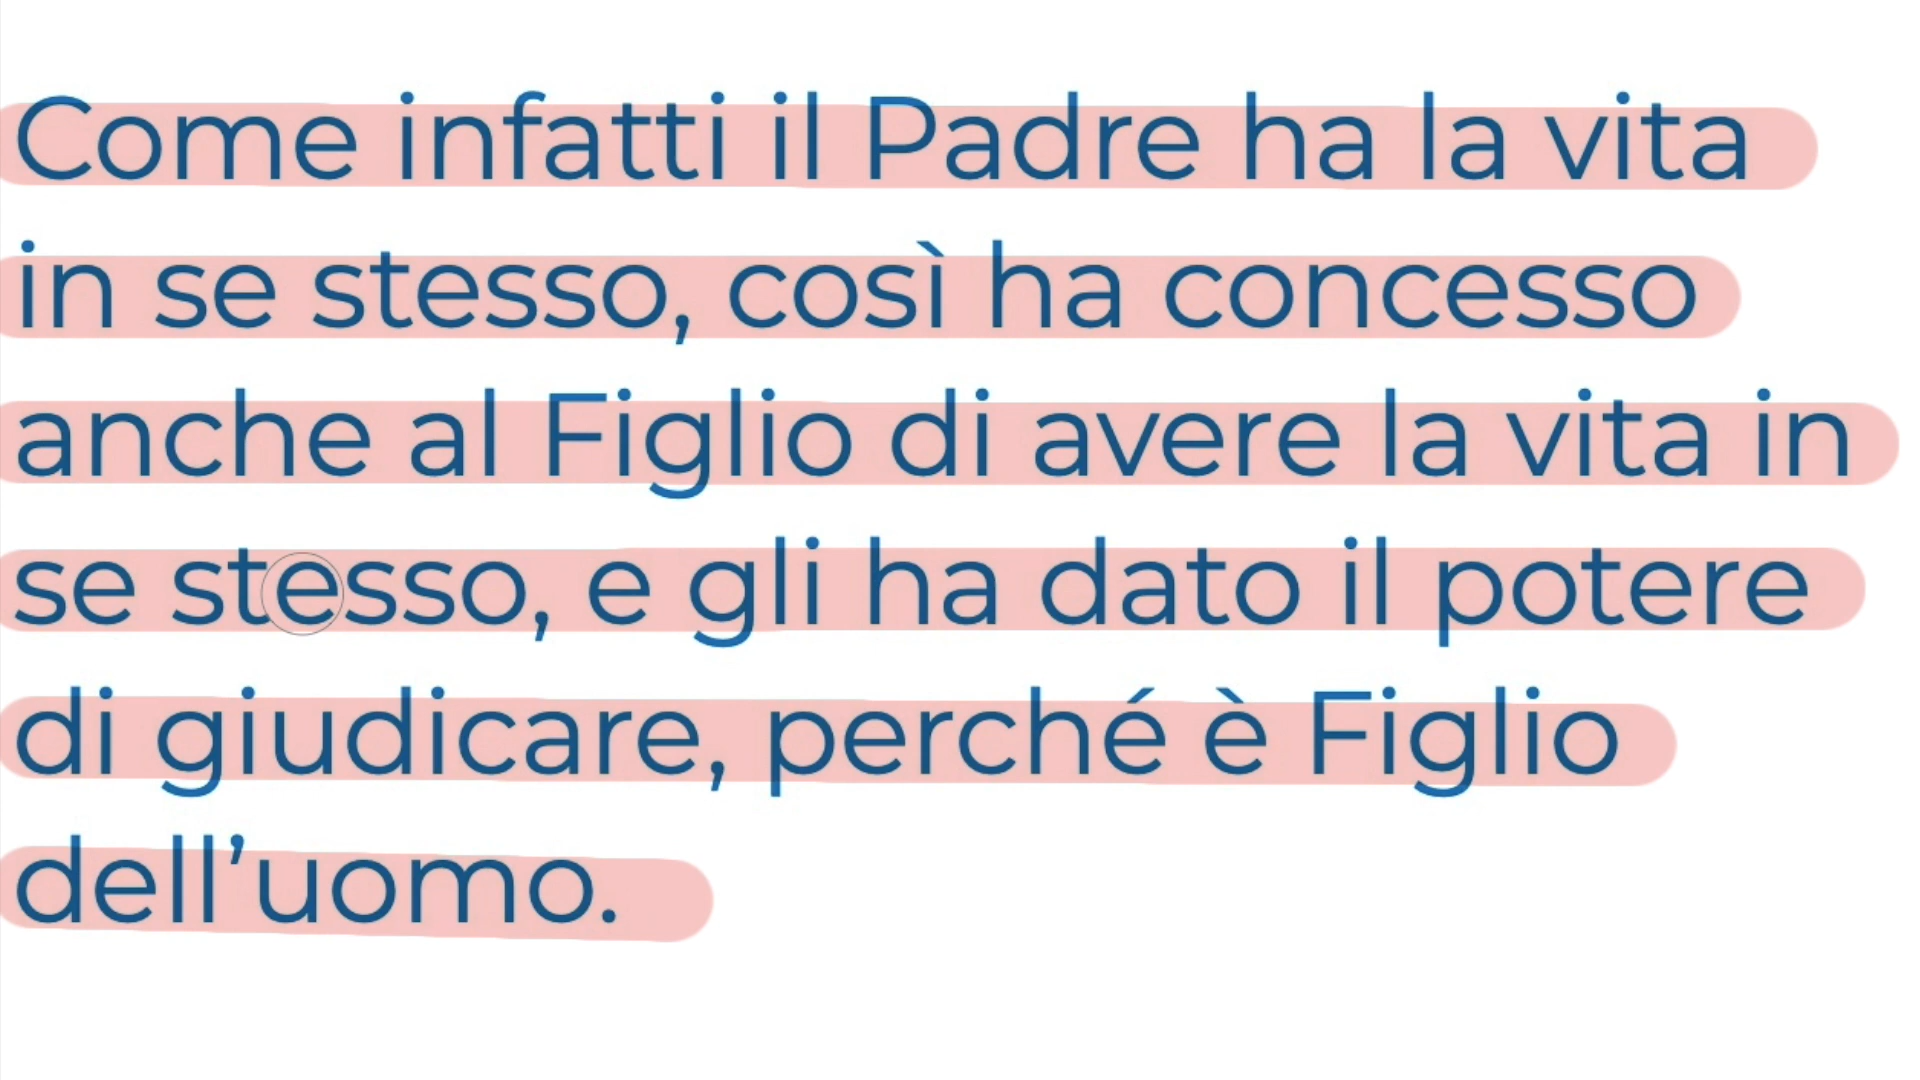 Come infatti il Padre ha la vita
in se stesso, così ha concesso
anche al Figlio di avere la vita in
se stesso, e gli ha dato il potere
di giudicare, perché è Figlio
dell’uomo.